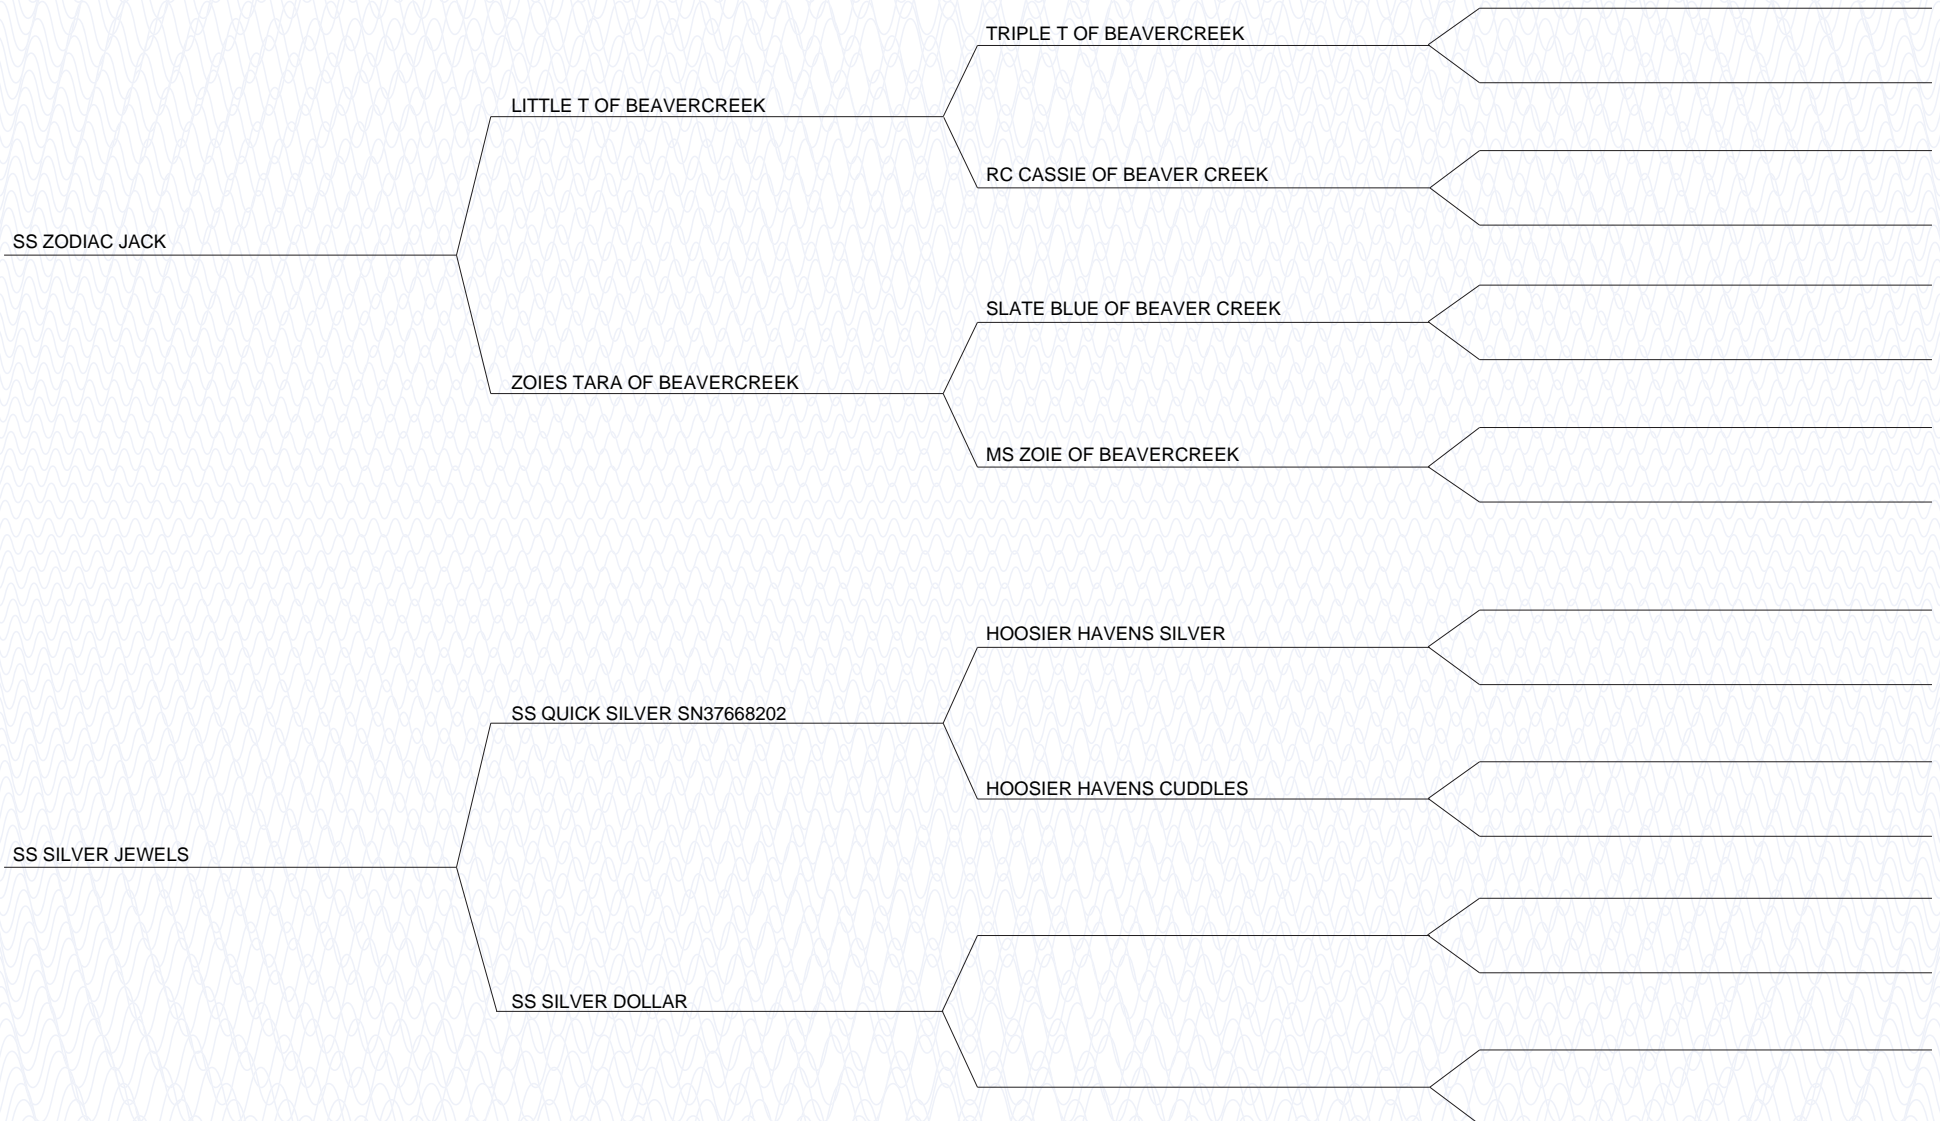 TRIPLE T OF BEAVERCREEK
LITTLE T OF BEAVERCREEK
RC CASSIE OF BEAVER CREEK
SS ZODIAC JACK
SLATE BLUE OF BEAVER CREEK
ZOIES TARA OF BEAVERCREEK
MS ZOIE OF BEAVERCREEK
HOOSIER HAVENS SILVER
SS QUICK SILVER SN37668202
HOOSIER HAVENS CUDDLES
SS SILVER JEWELS
SS SILVER DOLLAR